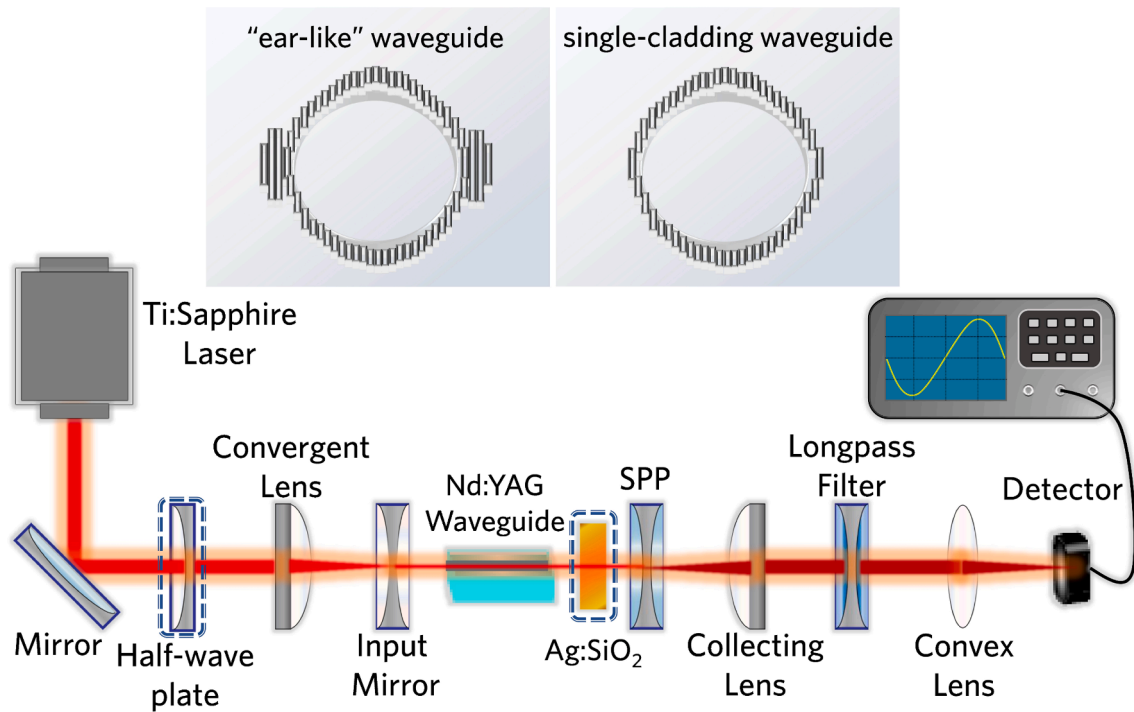 “ear-like” waveguide
single-cladding waveguide
Ti:Sapphire
Laser
Convergent
Lens
Nd:YAG
Waveguide
SPP
Longpass
Filter
Detector
Mirror
Half-wave
plate
Input
Mirror
Ag:SiO₂
Collecting
Lens
Convex
Lens